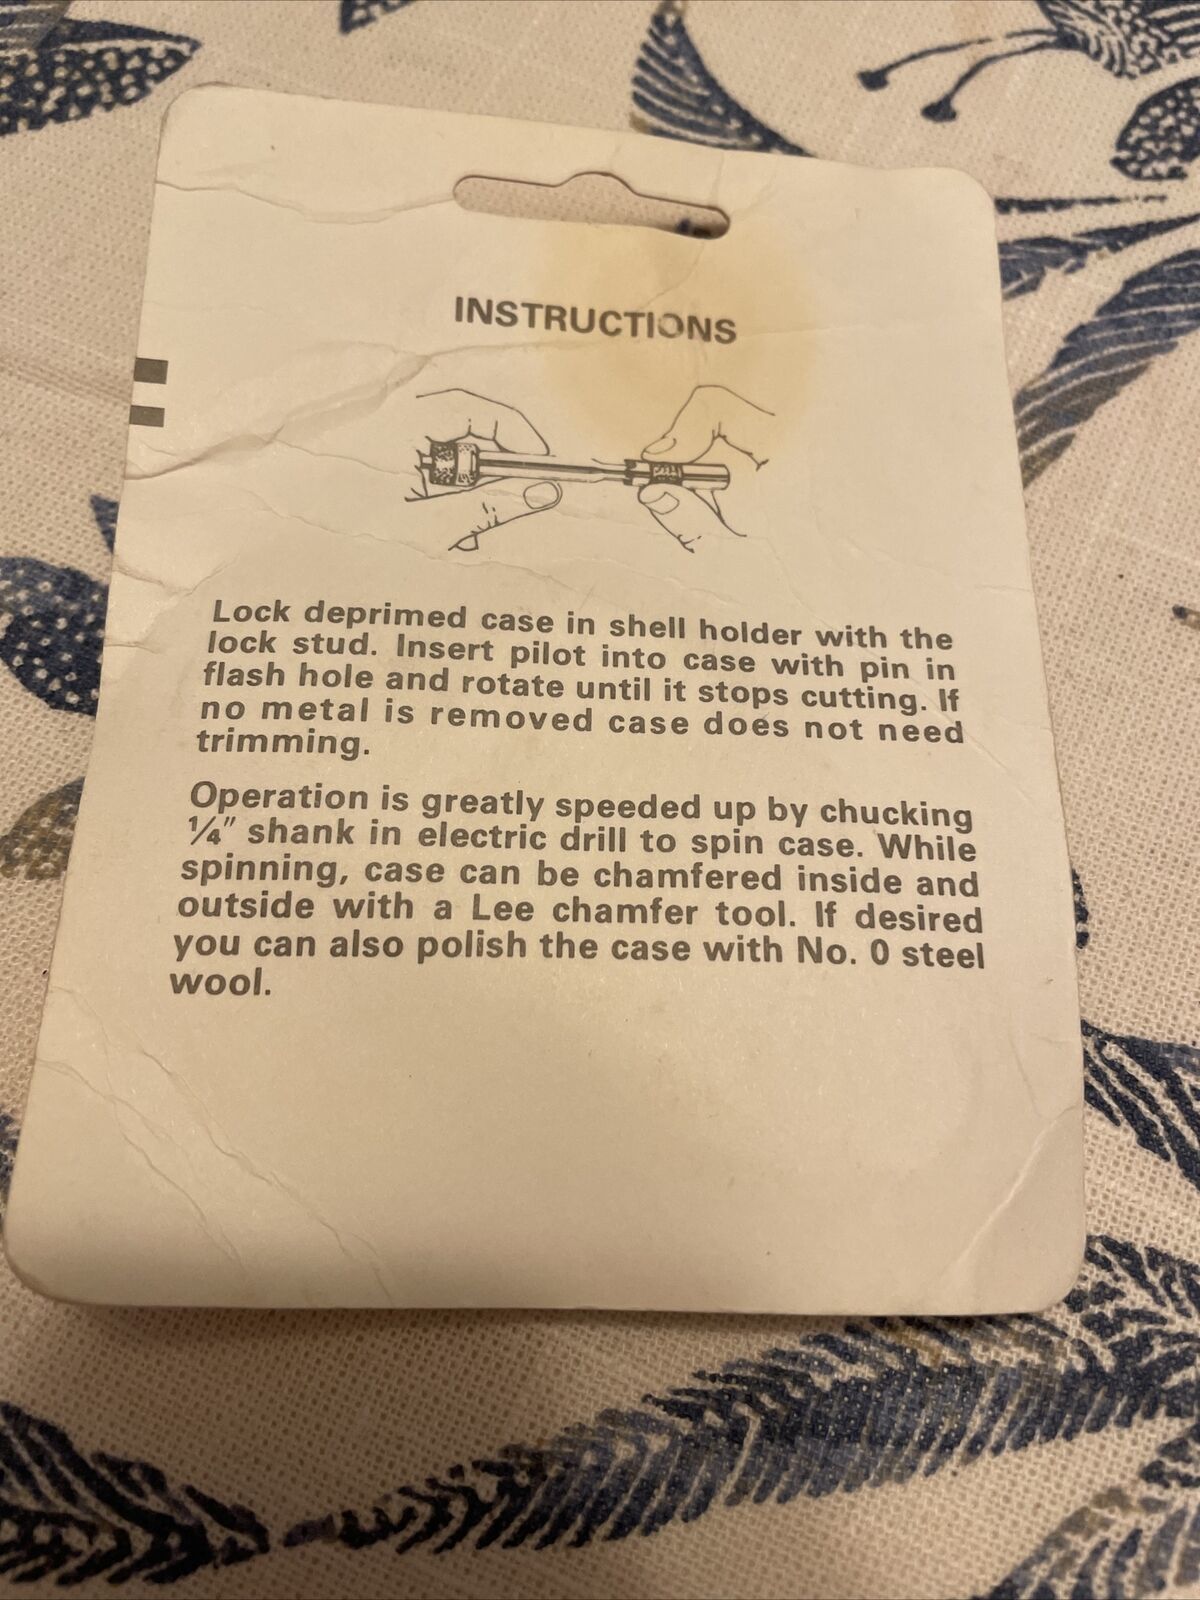 INSTRUCTIONS
Lock deprimed case in shell holder with the
lock stud. Insert pilot into case with pin in
flash hole and rotate until it stops cutting. If
no metal is removed case does not need
trimming.
Operation is greatly speeded up by chucking
¼" shank in electric drill to spin case. While
spinning, case can be chamfered inside and
outside with a Lee chamfer tool. If desired
you can also polish the case with No. 0 steel
wool.